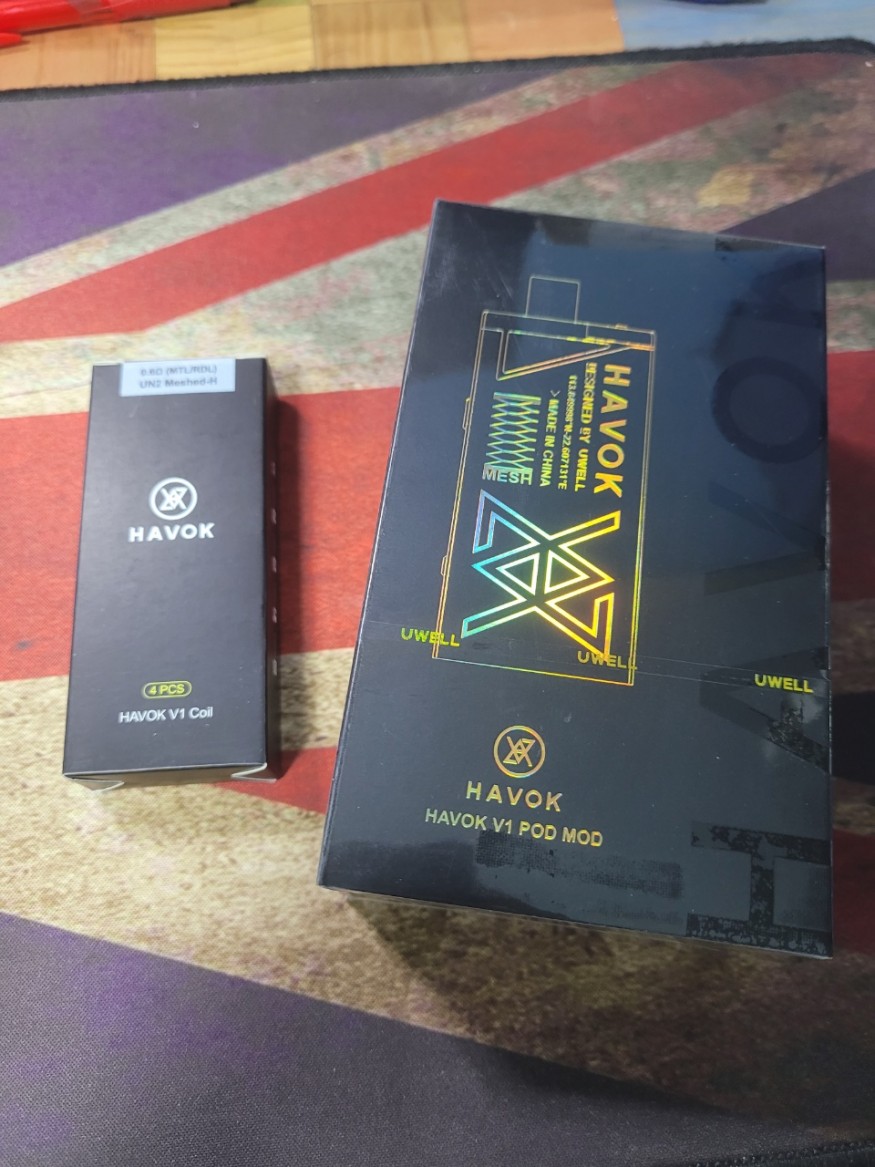 0.6Ω (MTL/RDL)
UN2 Meshed-H
HAVOK
4 PCS
HAVOK V1 Coil
HAVOK
DESIGNED BY UWELL
> MADE IN CHINA
MESH
UWELL
UWELL
UWELL
HAVOK
HAVOK V1 POD MOD